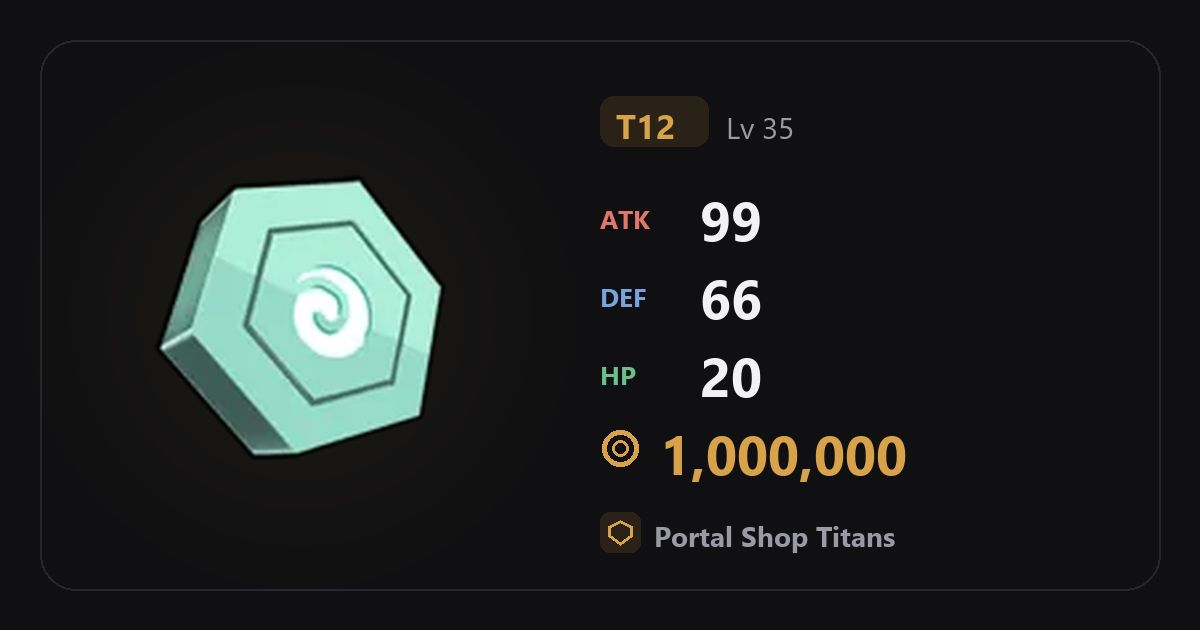 T12 Lv 35
ATK 99
DEF 66
HP 20
1,000,000
Portal Shop Titans